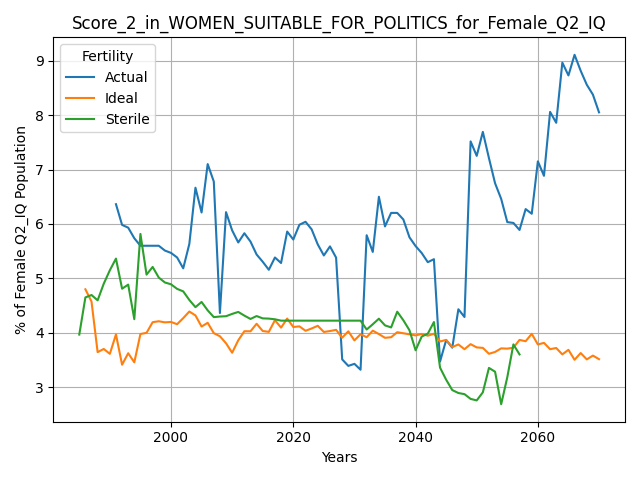 Score_2_in_WOMEN_SUITABLE_FOR_POLITICS_for_Female_Q2_IQ
Fertility
Actual
Ideal
Sterile
% of Female Q2_IQ Population
9
8
7
6
5
4
3
2000
2020
2040
2060
Years